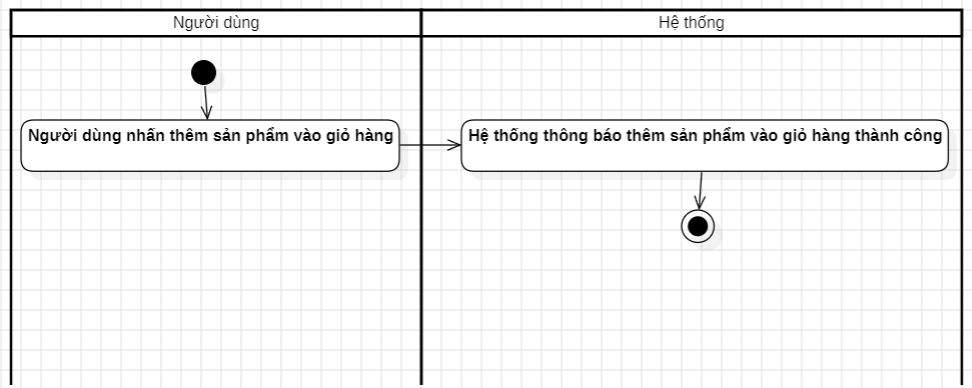 Người dùng
Hệ thống
Người dùng nhấn thêm sản phẩm vào giỏ hàng
Hệ thống thông báo thêm sản phẩm vào giỏ hàng thành công